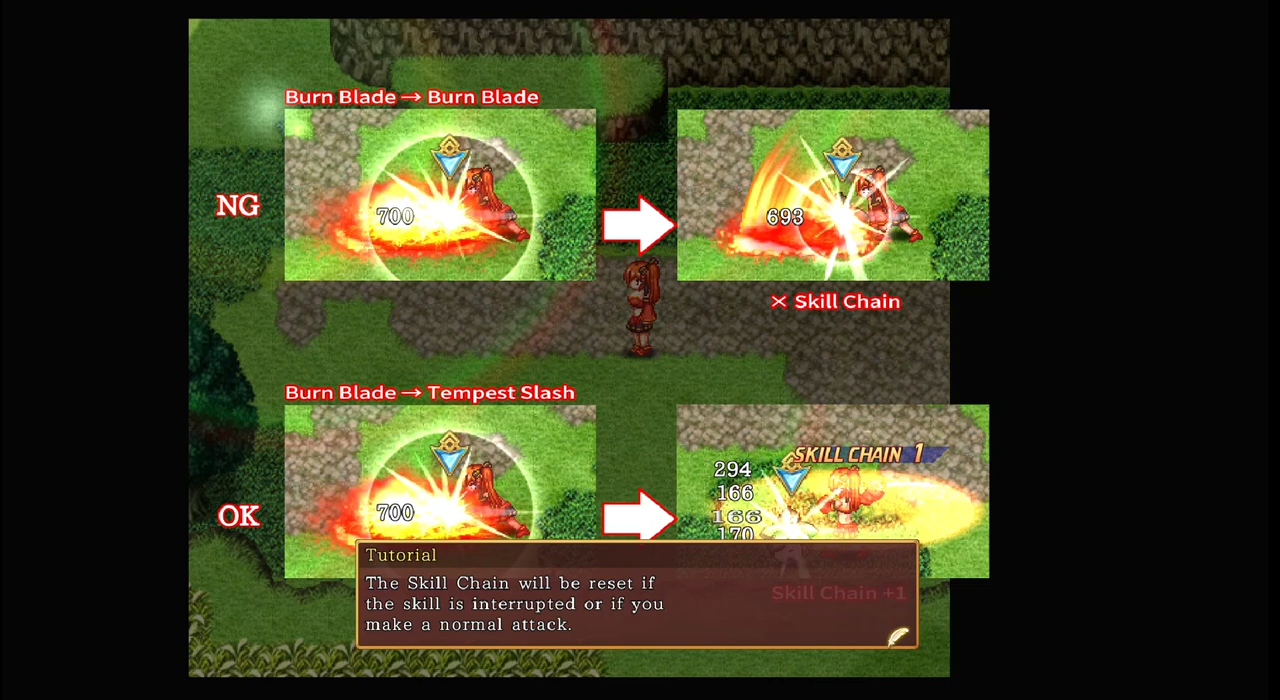 Burn Blade → Burn Blade
NG
700
693
× Skill Chain
Burn Blade → Tempest Slash
OK
700
SKILL CHAIN 1
294
166
166
170
Skill Chain +1
Tutorial
The Skill Chain will be reset if
the skill is interrupted or if you
make a normal attack.